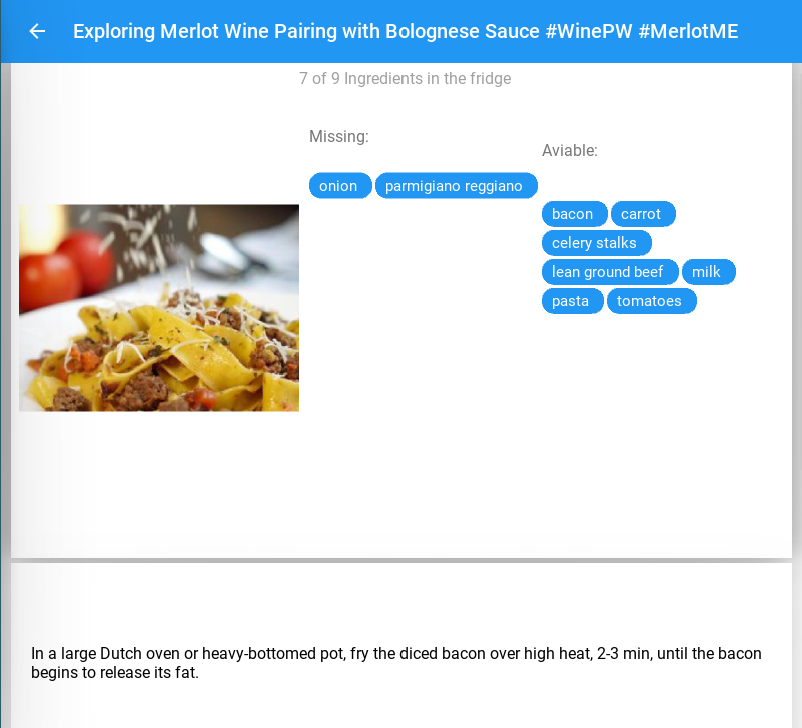 Exploring Merlot Wine Pairing with Bolognese Sauce #WinePW #MerlotME
7 of 9 Ingredients in the fridge
Missing:
onion parmigiano reggiano
Aviable:
bacon carrot
celery stalks
lean ground beef milk
pasta tomatoes
In a large Dutch oven or heavy-bottomed pot, fry the diced bacon over high heat, 2-3 min, until the bacon
begins to release its fat.